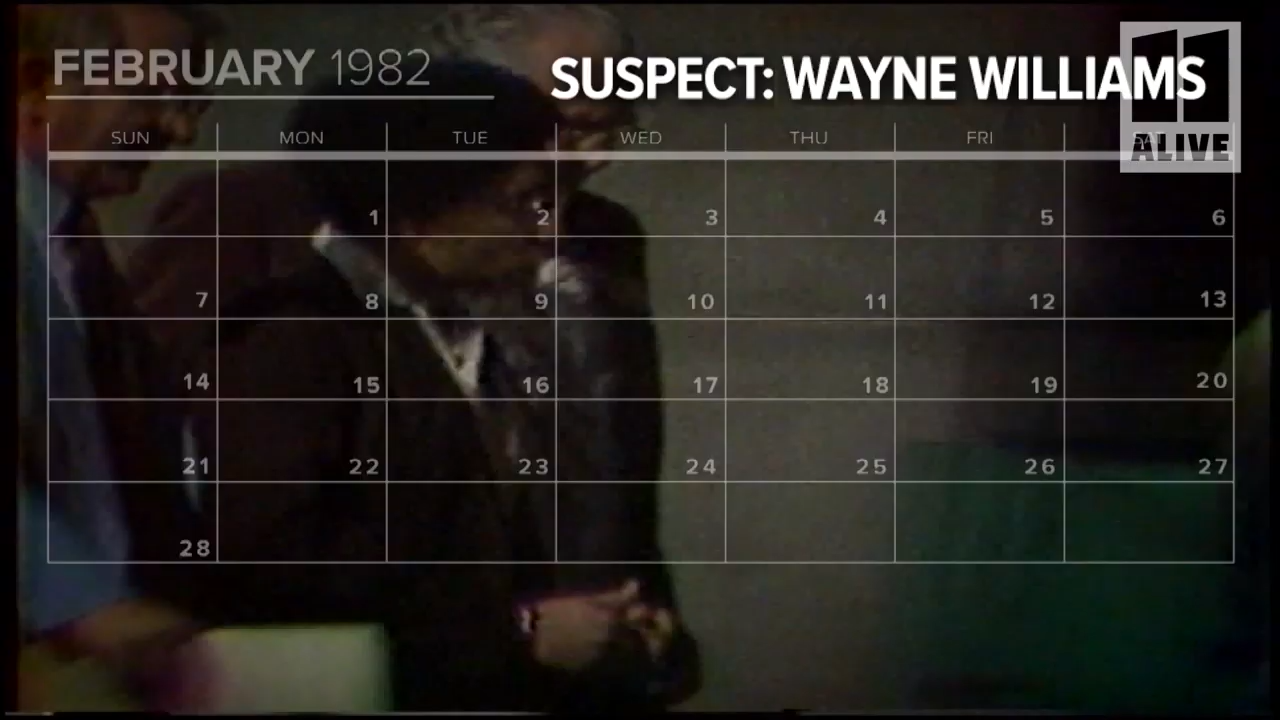 FEBRUARY 1982
SUSPECT: WAYNE WILLIAMS
11
ALIVE
SUN MON TUE WED THU FRI SAT
1 2 3 4 5 6
7 8 9 10 11 12 13
14 15 16 17 18 19 20
21 22 23 24 25 26 27
28